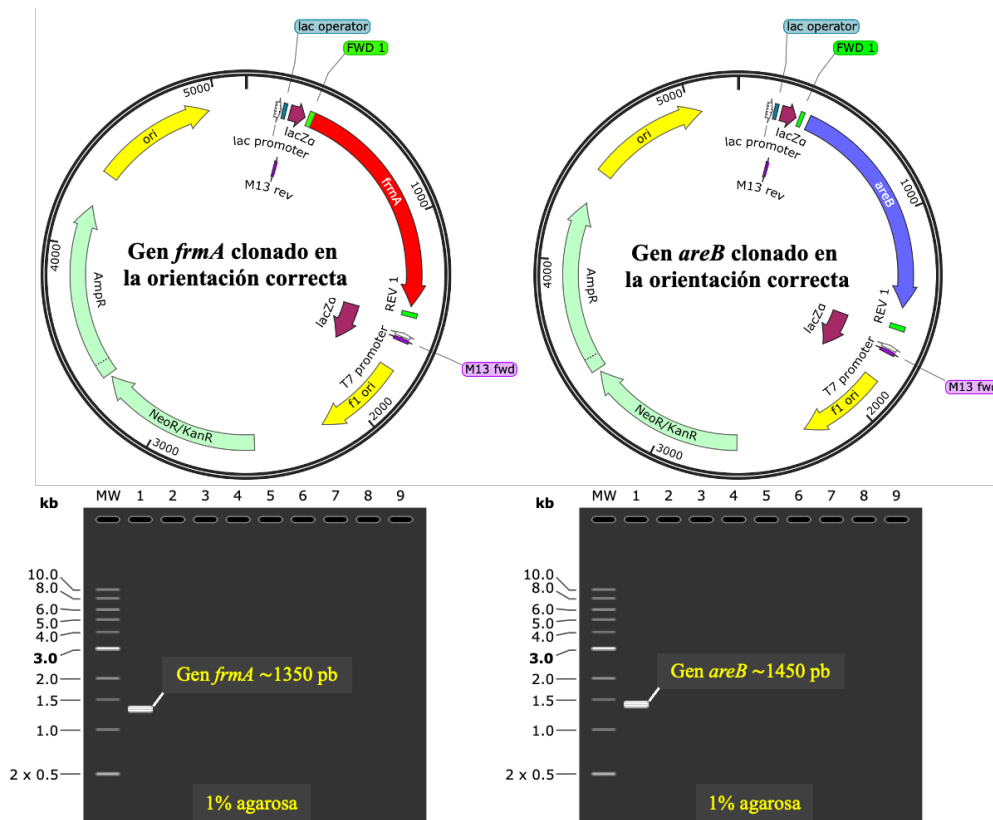 lac operator
FWD 1
5000
ori
lacZα
lac promoter
M13 rev
frmA
1000
4000
AmpR
Gen frmA clonado en
la orientación correcta
REV 1
lacZα
T7 promoter
M13 fwd
f1 ori
2000
NeoR/KanR
3000
lac operator
FWD 1
5000
ori
lacZα
lac promoter
M13 rev
areB
1000
4000
AmpR
Gen areB clonado en
la orientación correcta
REV 1
lacZα
T7 promoter
M13 fwd
f1 ori
2000
NeoR/KanR
3000
kb
MW 1 2 3 4 5 6 7 8 9
10.0
8.0
6.0
5.0
4.0
3.0
2.0
1.5
1.0
2 x 0.5
Gen frmA ~1350 pb
1% agarosa
kb
MW 1 2 3 4 5 6 7 8 9
10.0
8.0
6.0
5.0
4.0
3.0
2.0
1.5
1.0
2 x 0.5
Gen areB ~1450 pb
1% agarosa